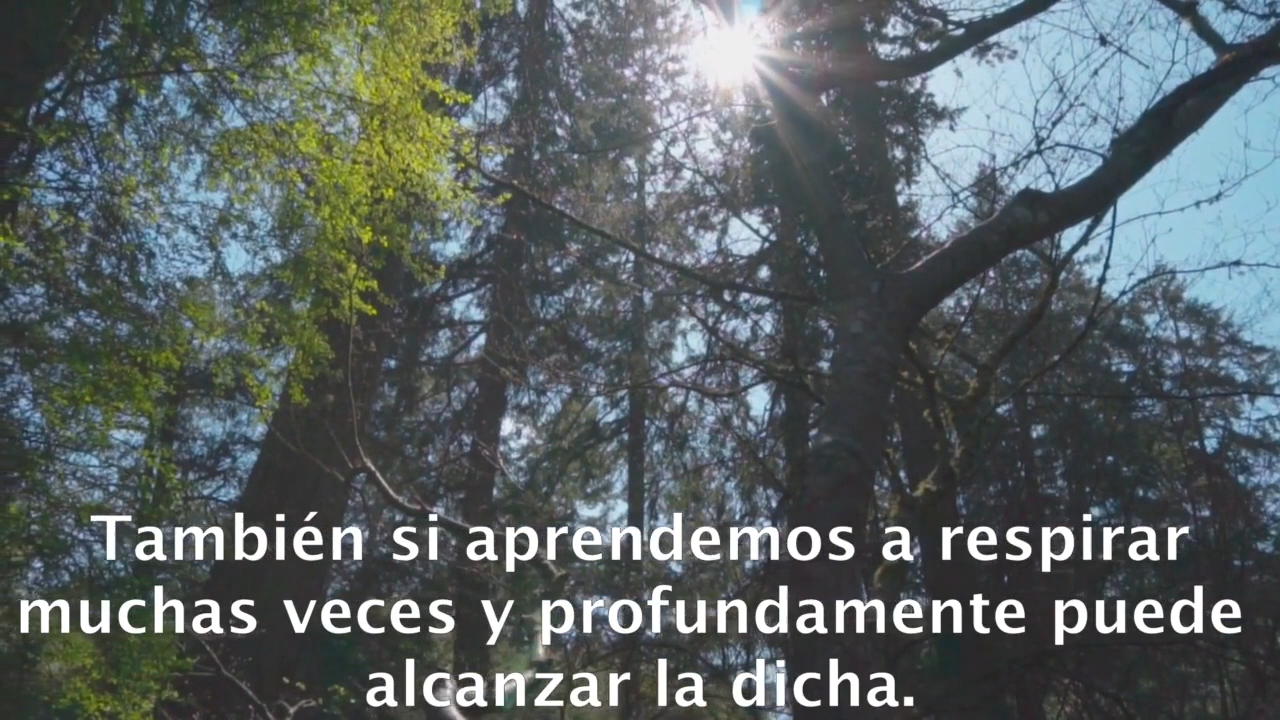 También si aprendemos a respirar
muchas veces y profundamente puede
alcanzar la dicha.